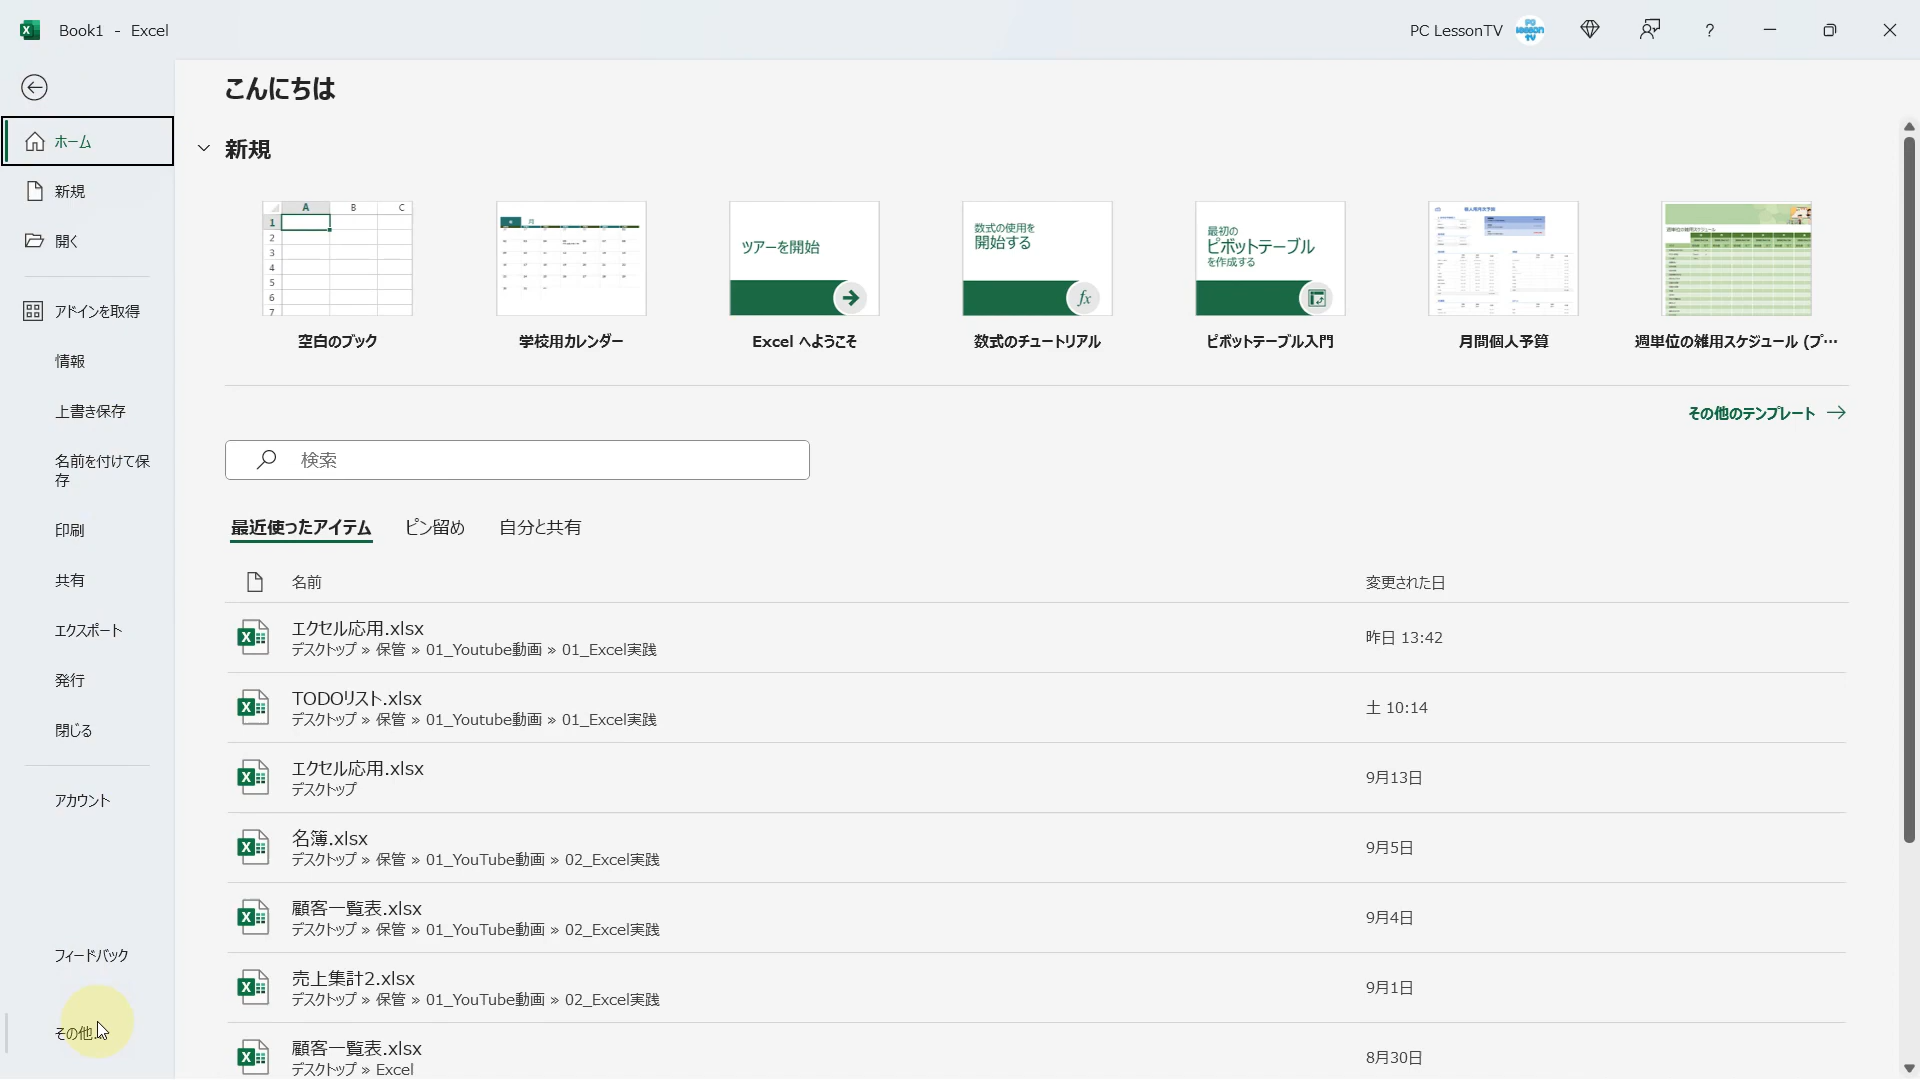 Book1 - Excel
PC LessonTV
こんにちは
ホーム
新規
開く
アドインを取得
情報
上書き保存
名前を付けて保
存
印刷
共有
エクスポート
発行
閉じる
アカウント
フィードバック
その他...
新規
A B C
1
2
3
4
5
6
7
空白のブック
月
学校用カレンダー
ツアーを開始
Excel へようこそ
数式の使用を
開始する
fx
数式のチュートリアル
最初の
ピボットテーブル
を作成する
ピボットテーブル入門
月間個人予算
週単位の雑用スケジュール
週単位の雑用スケジュール (プ…
その他のテンプレート
検索
最近使ったアイテム ピン留め 自分と共有
名前 変更された日
エクセル応用.xlsx
デスクトップ » 保管 » 01_Youtube動画 » 01_Excel実践
昨日 13:42
TODOリスト.xlsx
デスクトップ » 保管 » 01_Youtube動画 » 01_Excel実践
土 10:14
エクセル応用.xlsx
デスクトップ
9月13日
名簿.xlsx
デスクトップ » 保管 » 01_YouTube動画 » 02_Excel実践
9月5日
顧客一覧表.xlsx
デスクトップ » 保管 » 01_YouTube動画 » 02_Excel実践
9月4日
売上集計2.xlsx
デスクトップ » 保管 » 01_YouTube動画 » 02_Excel実践
9月1日
顧客一覧表.xlsx
デスクトップ » Excel
8月30日